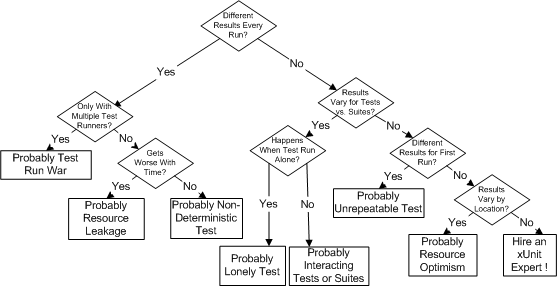 Different
Results Every
Run?
Yes
No
Only With
Multiple Test
Runners?
Results
Vary for Tests
vs. Suites?
Yes
No
Yes
No
Probably Test
Run War
Gets
Worse With
Time?
Happens
When Test Run
Alone?
Different
Results for First
Run?
Yes
No
Yes
No
Yes
No
Probably
Resource
Leakage
Probably Non-
Deterministic
Test
Probably
Unrepeatable Test
Results
Vary by
Location?
Yes
No
Probably
Lonely Test
Probably
Interacting
Tests or Suites
Probably
Resource
Optimism
Hire an
xUnit
Expert !